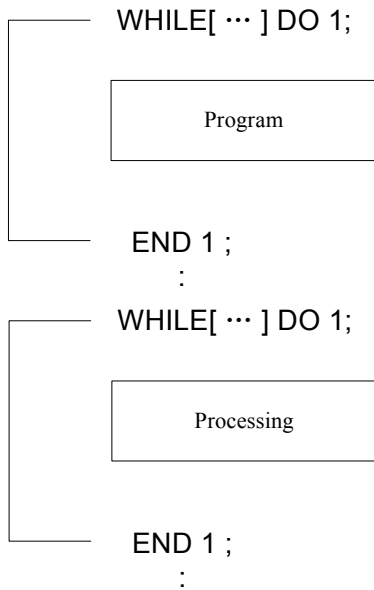 WHILE[ ··· ] DO 1;
Program
END 1 ;
:
WHILE[ ··· ] DO 1;
Processing
END 1 ;
: